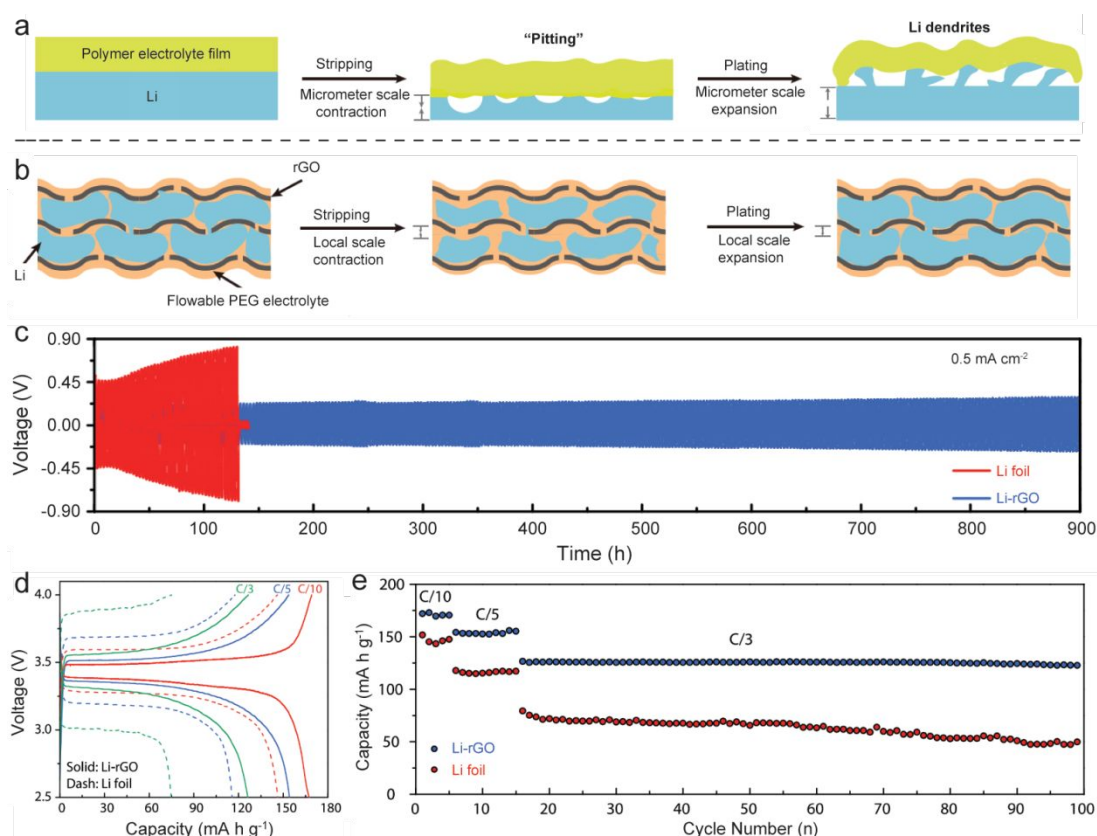 a
Polymer electrolyte film
Li
Stripping
Micrometer scale
contraction
“Pitting”
Plating
Micrometer scale
expansion
Li dendrites
b
rGO
Li
Flowable PEG electrolyte
Stripping
Local scale
contraction
Plating
Local scale
expansion
c
Voltage (V)
0.90
0.45
0.00
-0.45
-0.90
0.5 mA cm-2
Li foil
Li-rGO
0 100 200 300 400 500 600 700 800 900
Time (h)
d
Voltage (V)
4.0
3.5
3.0
2.5
C/3 C/5 C/10
Solid: Li-rGO
Dash: Li foil
0 30 60 90 120 150 180
Capacity (mA h g-1)
e
Capacity (mA h g-1)
200
150
100
50
0
C/10
C/5
C/3
Li-rGO
Li foil
0 10 20 30 40 50 60 70 80 90 100
Cycle Number (n)